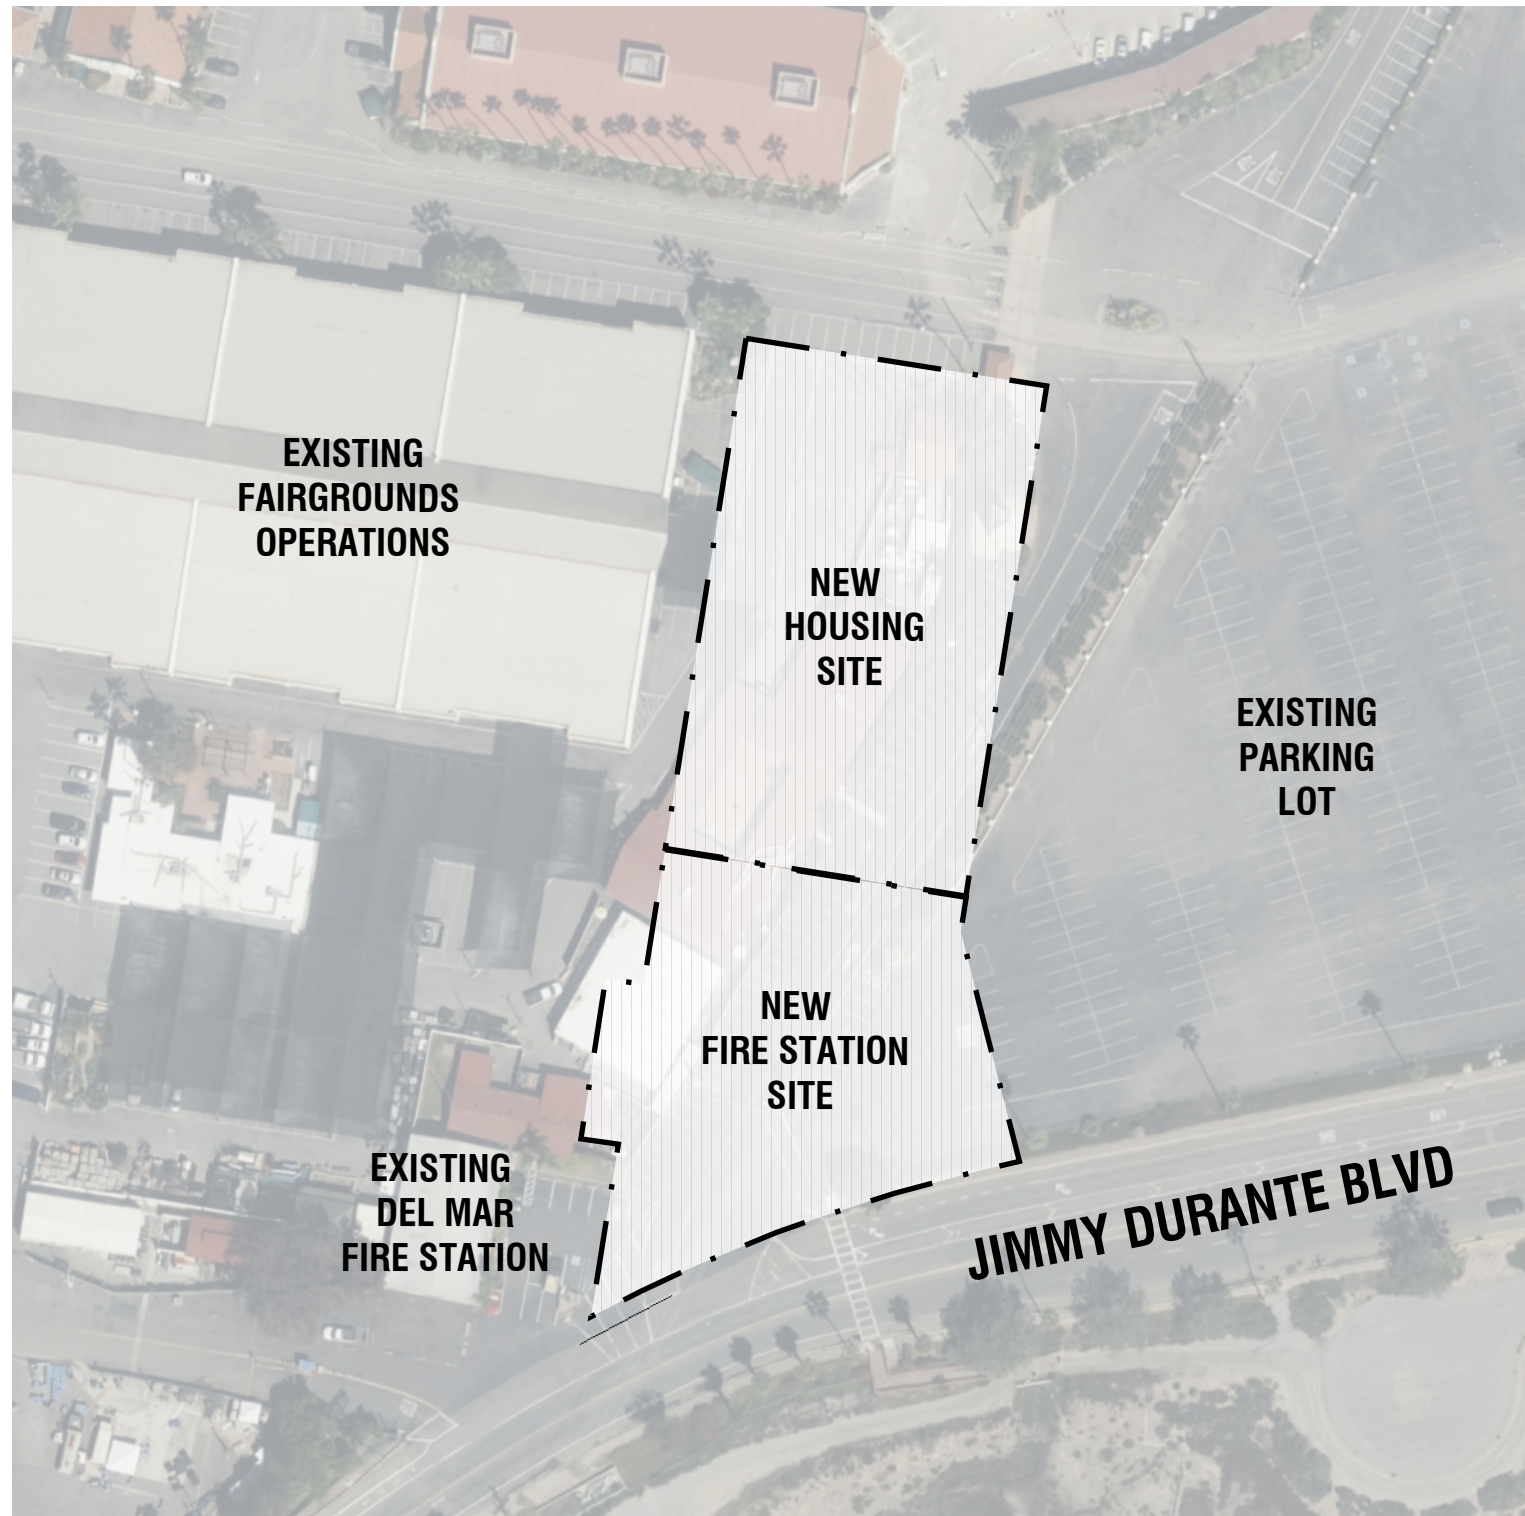 EXISTING
FAIRGROUNDS
OPERATIONS
NEW
HOUSING
SITE
EXISTING
PARKING
LOT
NEW
FIRE STATION
SITE
EXISTING
DEL MAR
FIRE STATION
JIMMY DURANTE BLVD